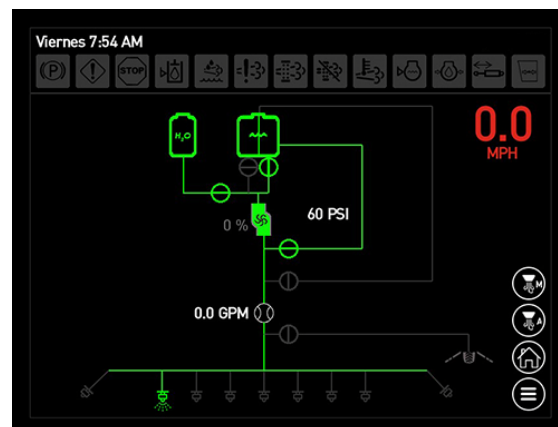 Viernes 7:54 AM
(P)
STOP
0.0
MPH
H₂O
60 PSI
0 %
0.0 GPM
M
A